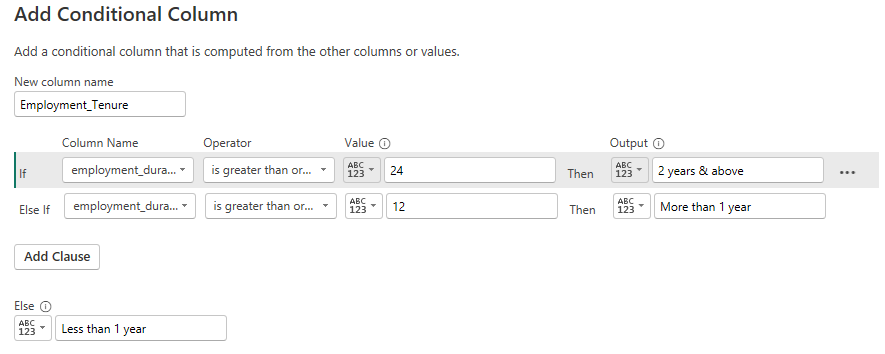 Add Conditional Column
Add a conditional column that is computed from the other columns or values.
New column name
Employment_Tenure
Column Name Operator Value Output
If employment_dura... is greater than or... ABC 123 24 Then ABC 123 2 years & above ...
Else If employment_dura... is greater than or... ABC 123 12 Then ABC 123 More than 1 year
Add Clause
Else
ABC 123 Less than 1 year